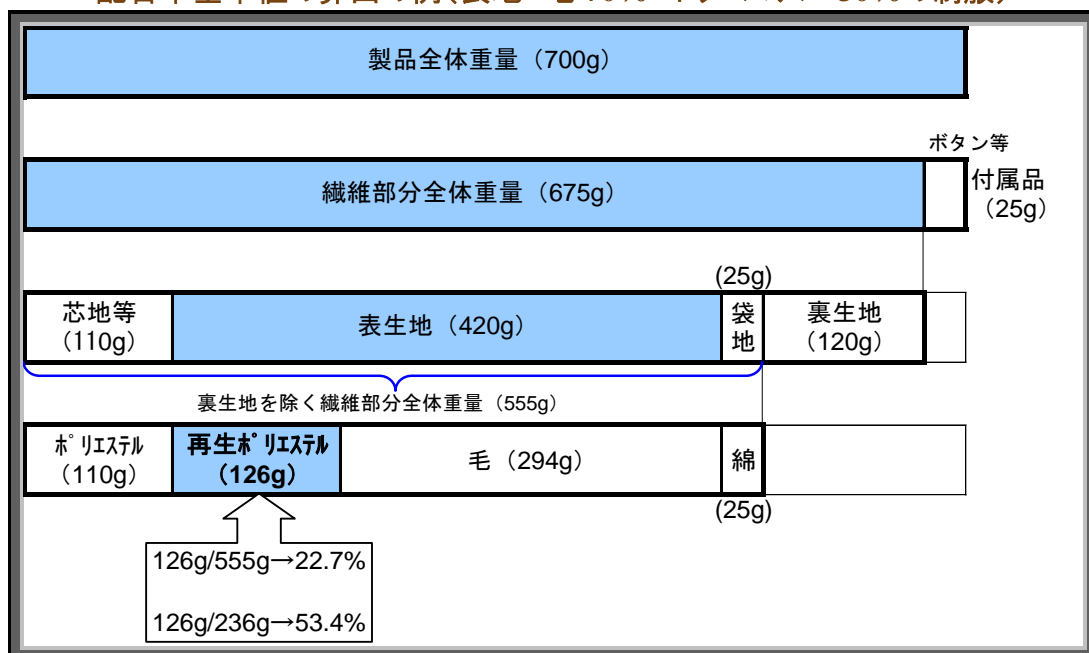 製品全体重量（700g）
ボタン等
繊維部分全体重量（675g）
付属品
（25g）
(25g)
芯地等
（110g）
表生地（420g）
袋
地
裏生地
（120g）
裏生地を除く繊維部分全体重量（555g）
ﾎﾟﾘｴｽﾃﾙ
（110g）
再生ﾎﾟﾘｴｽﾃﾙ
（126g）
毛（294g）
綿
(25g)
126g/555g→22.7%
126g/236g→53.4%